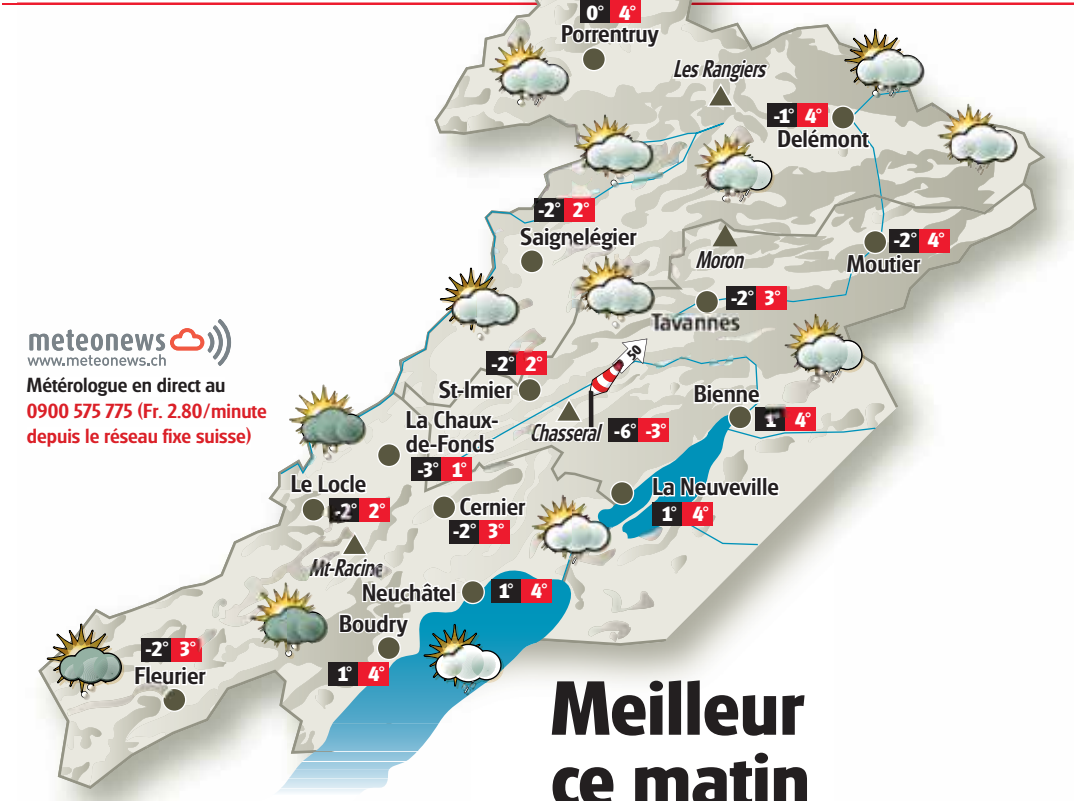 0° 4°
Porrentruy
Les Rangiers
-1° 4°
Delémont
-2° 2°
Saignelégier
Moron
-2° 4°
Moutier
-2° 3°
Tavannes
meteonews
www.meteonews.ch
Métérologue en direct au
0900 575 775 (Fr. 2.80/minute
depuis le réseau fixe suisse)
50
-2° 2°
St-Imier
Bienne
1° 4°
Chasseral -6° -3°
La Chaux-
de-Fonds
-3° 1°
Le Locle
-2° 2°
La Neuveville
1° 4°
Cernier
-2° 3°
Mt-Racine
Neuchâtel 1° 4°
Boudry
1° 4°
-2° 3°
Fleurier
Meilleur
ce matin